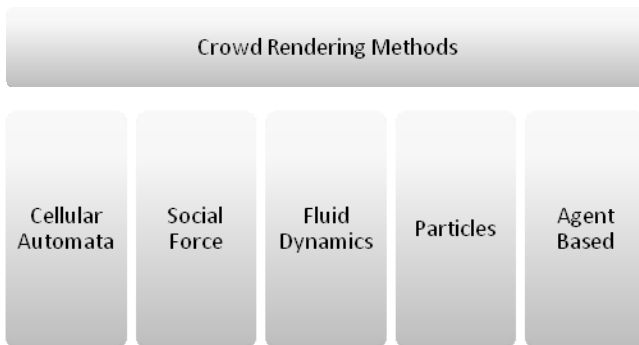 Crowd Rendering Methods
Cellular
Automata
Social
Force
Fluid
Dynamics
Particles
Agent
Based